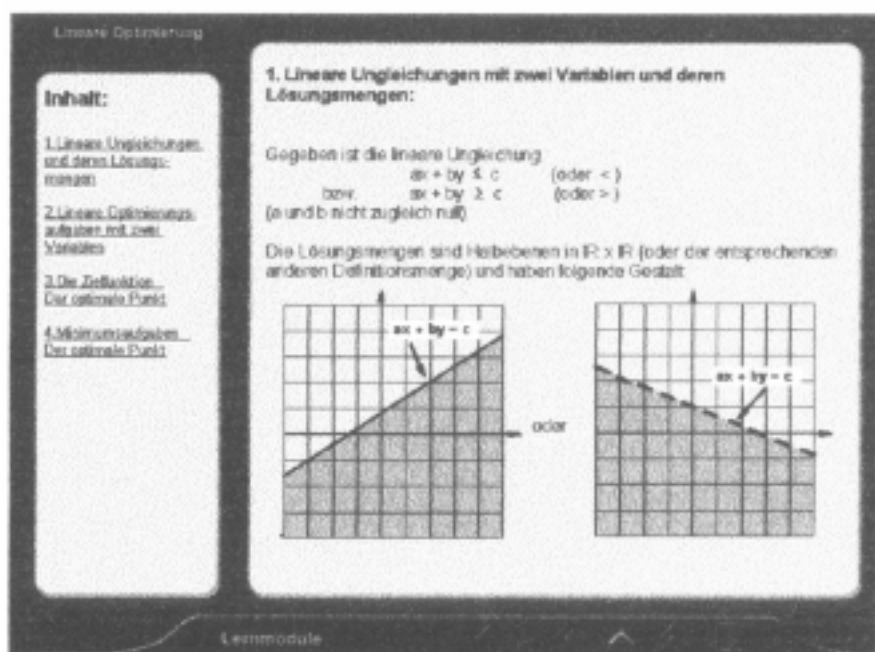 Lineare Optimierung
Inhalt:
1.Lineare Ungleichungen
und deren Lösungs-
mengen
2.Lineare Optimierungs-
aufgaben mit zwei
Variablen
3.Die Zielfunktion
Der optimale Punkt
4.Minimumsaufgaben
Der optimale Punkt
1. Lineare Ungleichungen mit zwei Variablen und deren
Lösungsmengen:
Gegeben ist die lineare Ungleichung
ax + by ≤ c (oder < )
bzw. ax + by ≥ c (oder > )
(a und b nicht zugleich null)
Die Lösungsmengen sind Halbebenen in IR x IR (oder der entsprechenden
anderen Definitionsmenge) und haben folgende Gestalt
ax + by = c
oder
ax + by = c
Lernmodule